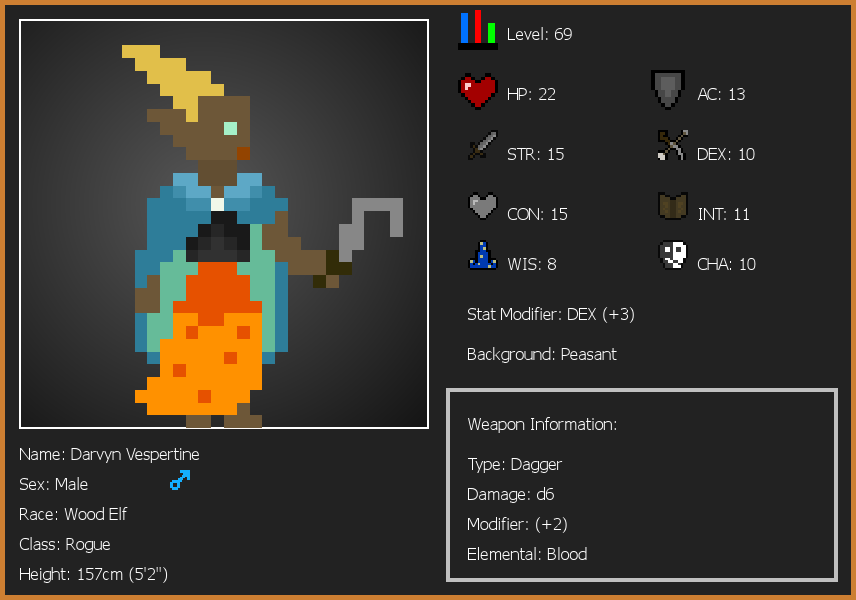 Level: 69
HP: 22
AC: 13
STR: 15
DEX: 10
CON: 15
INT: 11
WIS: 8
CHA: 10
Stat Modifier: DEX (+3)
Background: Peasant
Weapon Information:
Type: Dagger
Damage: d6
Modifier: (+2)
Elemental: Blood
Name: Darvyn Vespertine
Sex: Male
Race: Wood Elf
Class: Rogue
Height: 157cm (5'2")